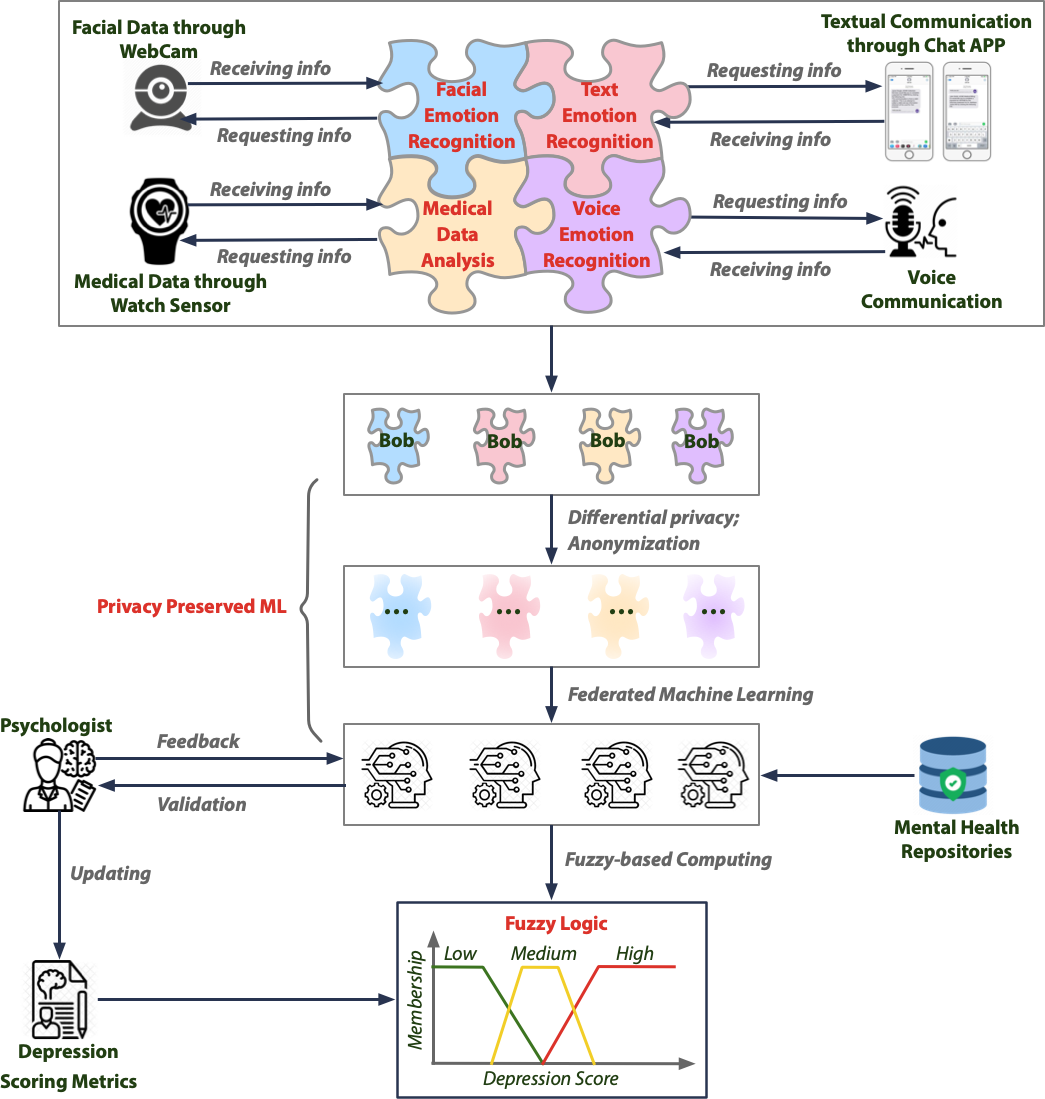 Facial Data through
WebCam
Receiving info
Requesting info
Facial
Emotion
Recognition
Text
Emotion
Recognition
Requesting info
Receiving info
Textual Communication
through Chat APP
Receiving info
Requesting info
Medical Data through
Watch Sensor
Medical
Data
Analysis
Voice
Emotion
Recognition
Requesting info
Receiving info
Voice
Communication
Bob
Bob
Bob
Bob
Differential privacy;
Anonymization
Privacy Preserved ML
...
...
...
...
Federated Machine Learning
Psychologist
Feedback
Validation
Mental Health
Repositories
Updating
Fuzzy-based Computing
Fuzzy Logic
Low
Medium
High
Membership
Depression Score
Depression
Scoring Metrics